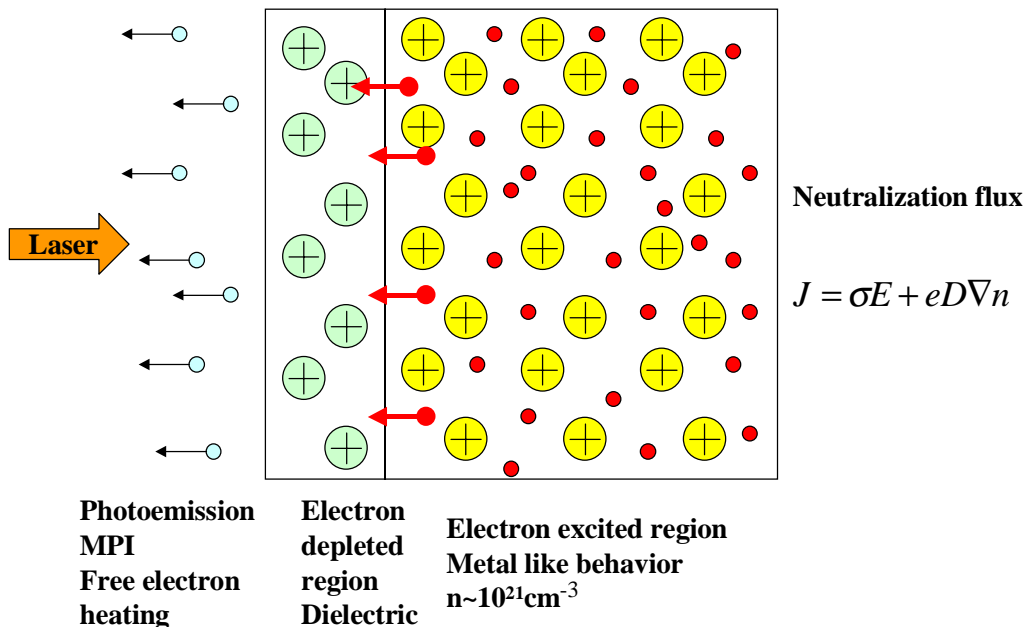 Laser
Neutralization flux
J = σE + eD∇n
Photoemission
MPI
Free electron
heating
Electron
depleted
region
Dielectric
Electron excited region
Metal like behavior
n~10²¹cm⁻³